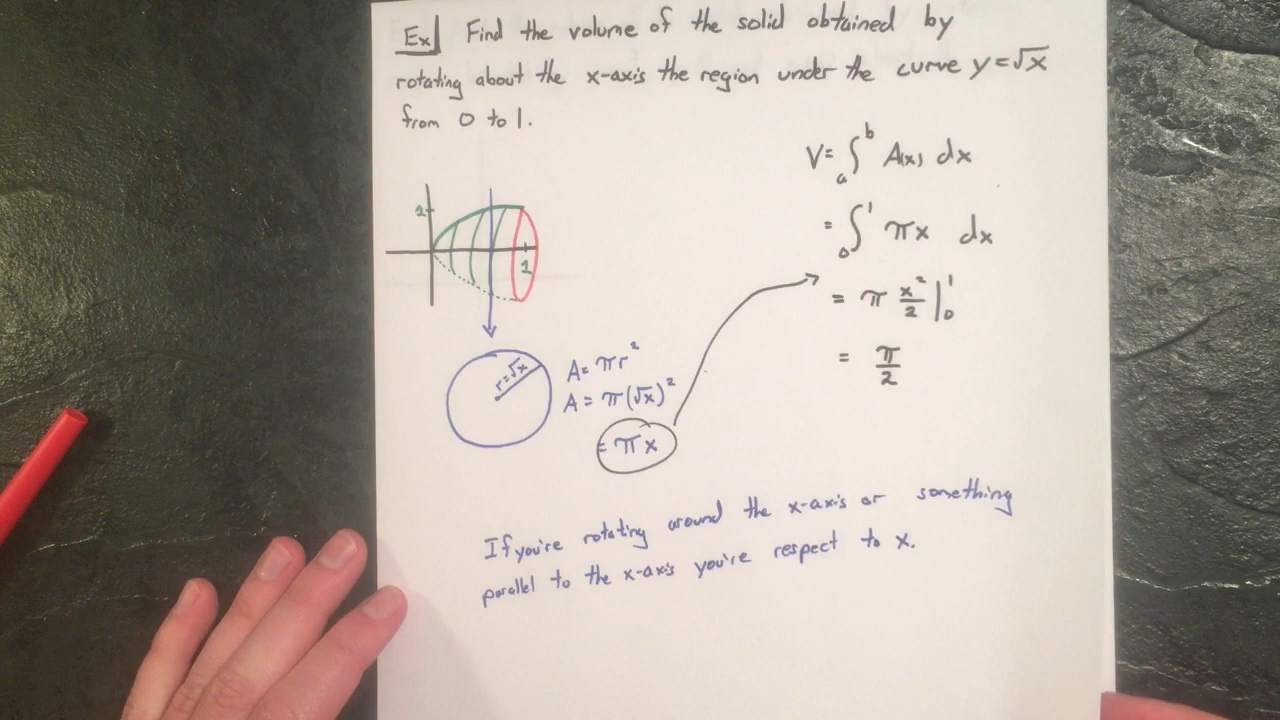 Ex Find the volume of the solid obtained by
rotating about the x-axis the region under the curve y=√x
from 0 to 1.
V= ∫ₐᵇ A(x) dx
= ∫₀¹ πx dx
= π x²/2 |₀¹
= π/2
1
1
r=√x
A= πr²
A= π(√x)²
= πx
If you're rotating around the x-axis or something
parallel to the x-axis you're respect to x.